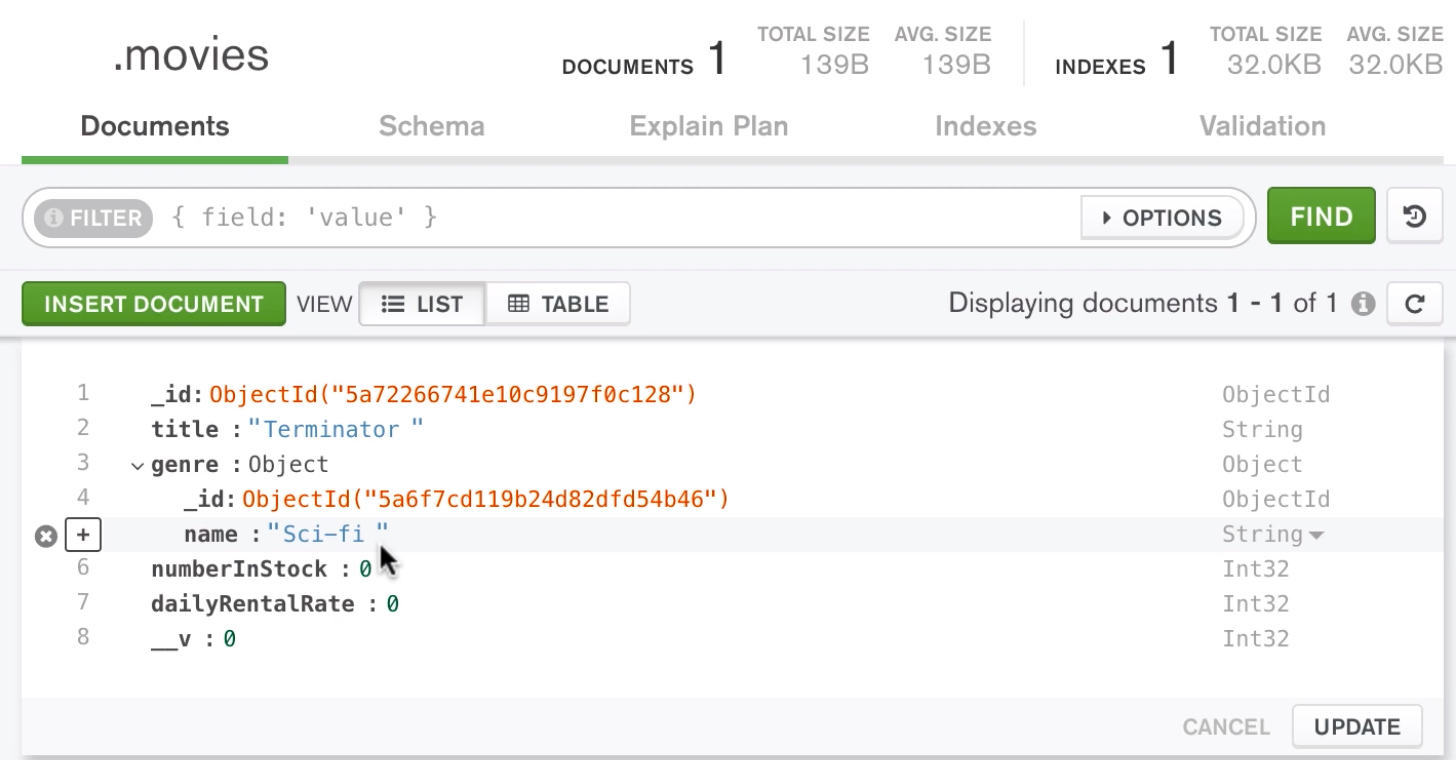 .movies
DOCUMENTS 1 TOTAL SIZE 139B AVG. SIZE 139B INDEXES 1 TOTAL SIZE 32.0KB AVG. SIZE 32.0KB
Documents Schema Explain Plan Indexes Validation
FILTER { field: 'value' } OPTIONS FIND
INSERT DOCUMENT VIEW LIST TABLE Displaying documents 1 - 1 of 1
1 _id: ObjectId("5a72266741e10c9197f0c128") ObjectId
2 title : "Terminator " String
3 genre : Object Object
4 _id: ObjectId("5a6f7cd119b24d82dfd54b46") ObjectId
+ name : "Sci-fi " String
6 numberInStock : 0 Int32
7 dailyRentalRate : 0 Int32
8 __v : 0 Int32
CANCEL UPDATE